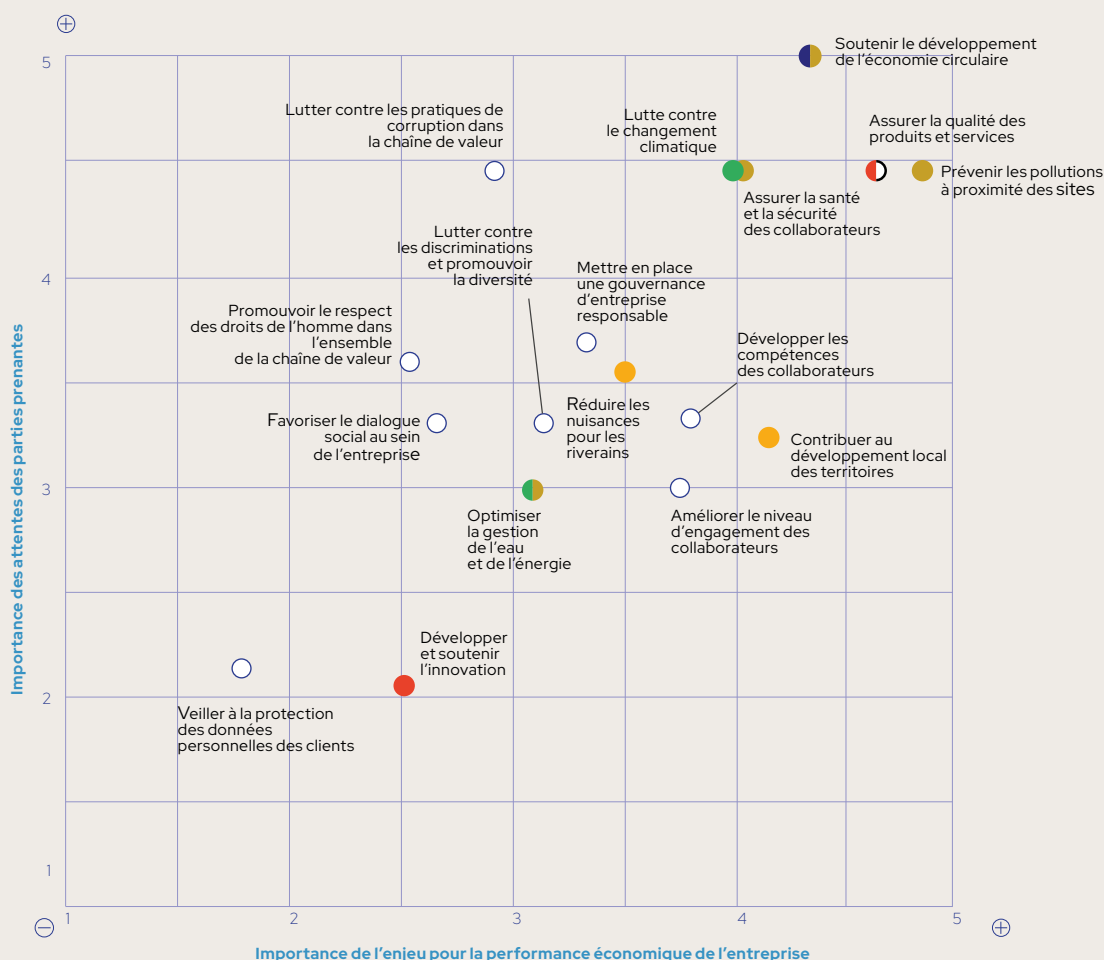 5
Soutenir le développement
de l'économie circulaire
Lutter contre les pratiques de
corruption dans
la chaîne de valeur
Lutte contre
le changement
climatique
Assurer la qualité des
produits et services
Prévenir les pollutions
à proximité des sites
Assurer la santé
et la sécurité
des collaborateurs
Lutter contre
les discriminations
et promouvoir
la diversité
4
Mettre en place
une gouvernance
d'entreprise
responsable
Promouvoir le respect
des droits de l'homme dans
l'ensemble
de la chaîne de valeur
Développer les
compétences
des collaborateurs
Favoriser le dialogue
social au sein
de l'entreprise
Réduire les
nuisances
pour les
riverains
Contribuer au
développement local
des territoires
3
Optimiser
la gestion
de l'eau
et de l'énergie
Améliorer le niveau
d'engagement des
collaborateurs
Développer
et soutenir
l'innovation
2
Veiller à la protection
des données
personnelles des clients
1
1 2 3 4 5
Importance des attentes des parties prenantes
Importance de l'enjeu pour la performance économique de l'entreprise